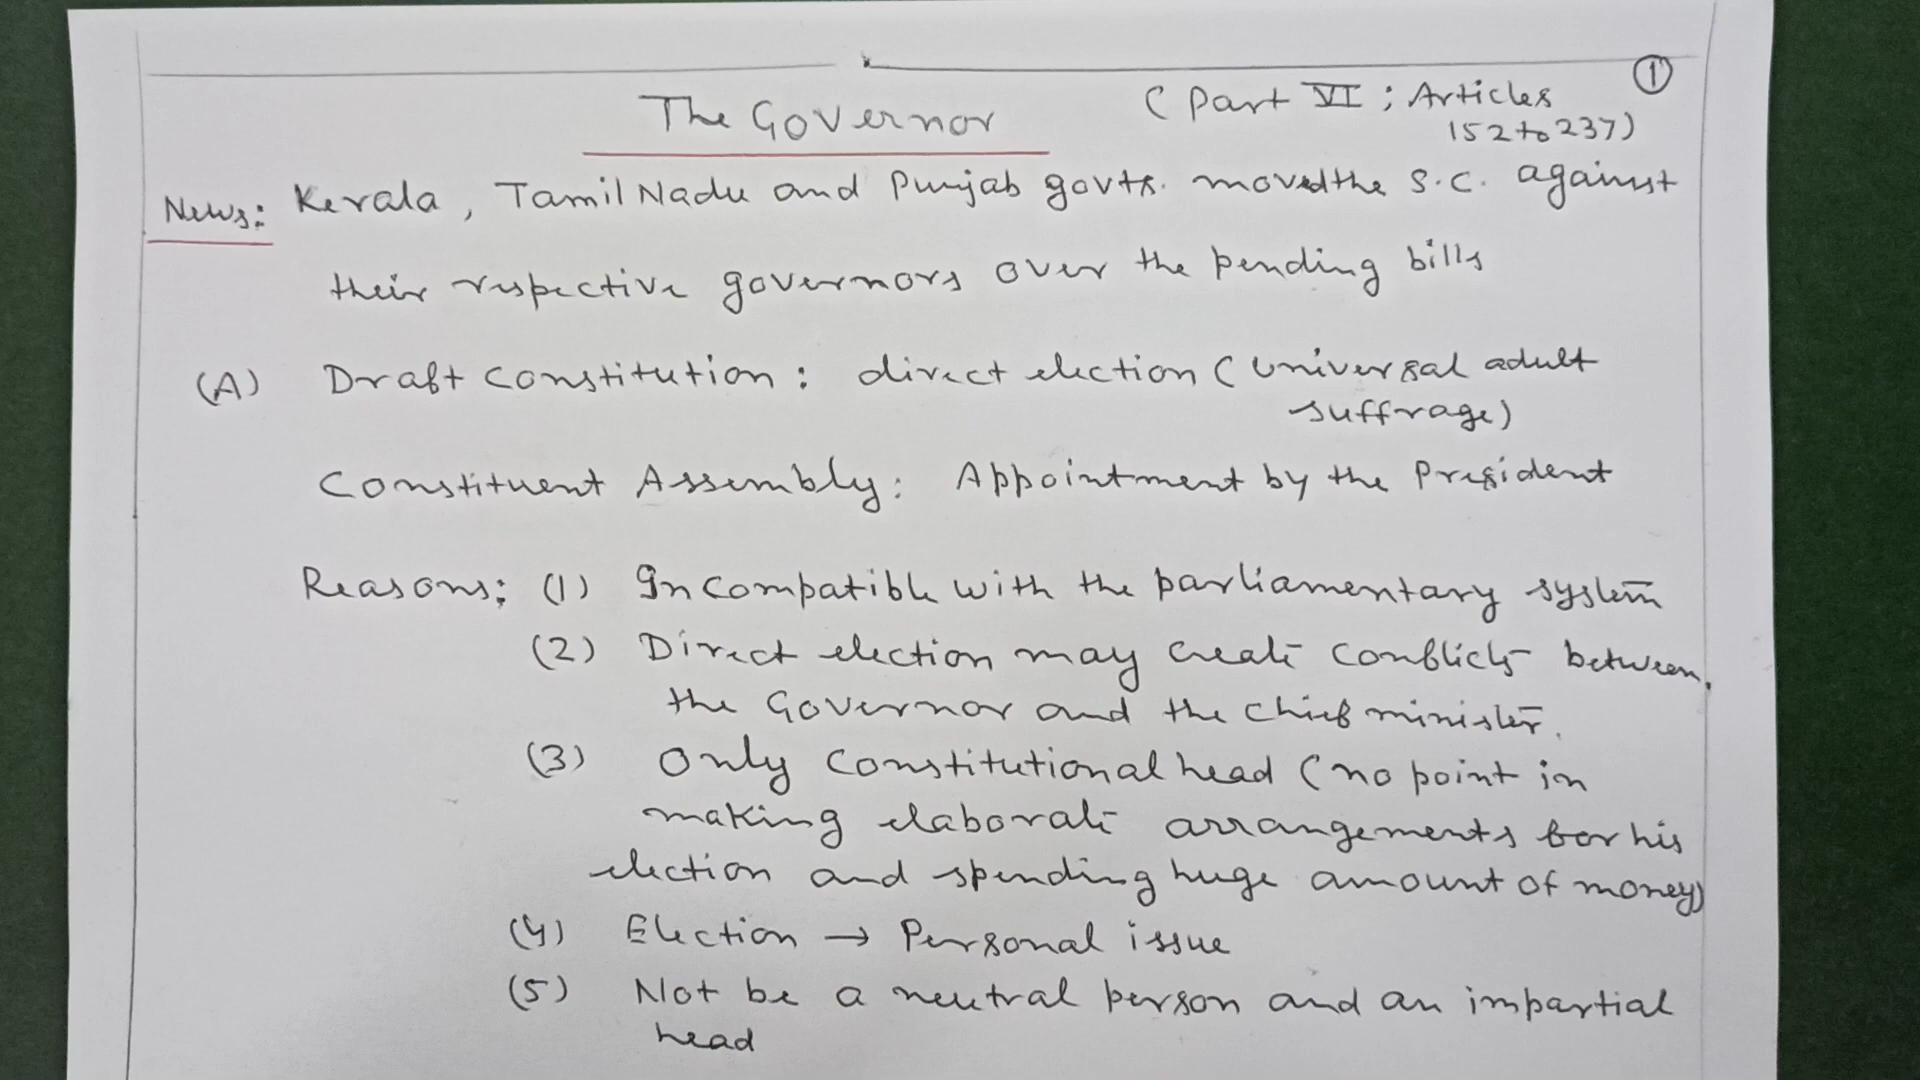 ①
The Governor (Part VI ; Articles
152 to 237)
News: Kerala, Tamil Nadu and Punjab govts. moved the S.C. against
their respective governors over the pending bills
(A) Draft Constitution : direct election (Universal adult
suffrage)
Constituent Assembly : Appointment by the President
Reasons: (1) Incompatible with the parliamentary system
(2) Direct election may create conflicts between
the Governor and the Chief minister.
(3) Only Constitutional head (no point in
making elaborate arrangements for his
election and spending huge amount of money)
(4) Election → Personal issue
(5) Not be a neutral person and an impartial
head